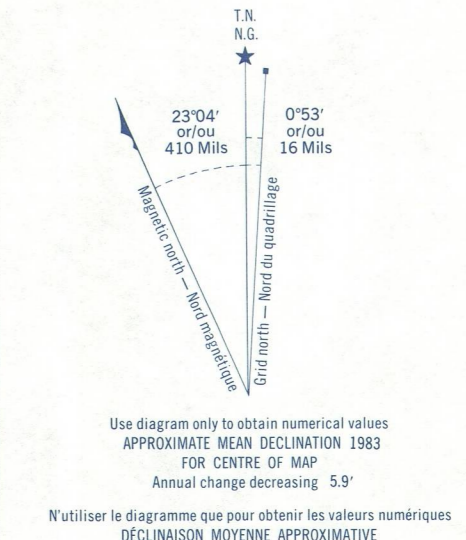 T.N.
N.G.
23°04′
or/ou
410 Mils
0°53′
or/ou
16 Mils
Magnetic north — Nord magnétique
Grid north — Nord du quadrillage
Use diagram only to obtain numerical values
APPROXIMATE MEAN DECLINATION 1983
FOR CENTRE OF MAP
Annual change decreasing 5.9′
N'utiliser le diagramme que pour obtenir les valeurs numériques
DÉCLINAISON MOYENNE APPROXIMATIVE